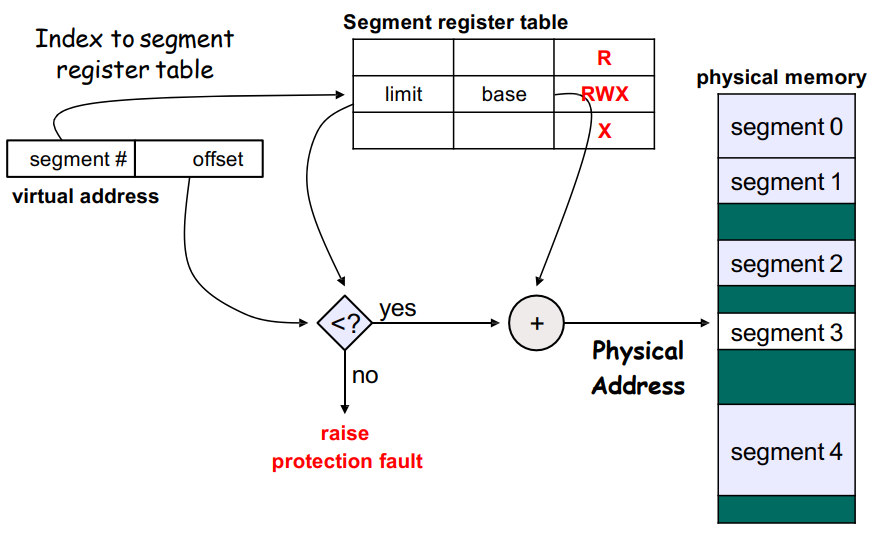 Segment register table
Index to segment
register table
R
limit base RWX
X
physical memory
segment 0
segment # offset
virtual address
segment 1
segment 2
<? yes
+
segment 3
Physical
Address
no
raise
protection fault
segment 4